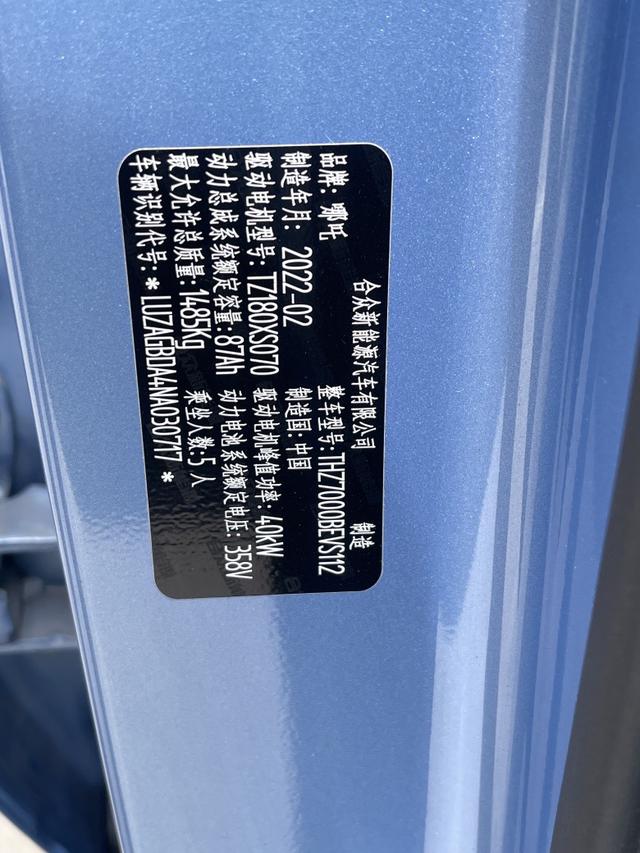 合众新能源汽车有限公司 制造
品牌: 哪吒 整车型号: THZ7000BEVS112
制造年月: 2022-02 制造国: 中国
驱动电机型号: TZ180XS070 驱动电机峰值功率: 40kW
动力总成系统额定容量: 87Ah 动力电池系统额定电压: 358V
最大允许总质量: 1485kg 乘坐人数: 5 人
车辆识别代号: *LUZAGBDA4NA030717*